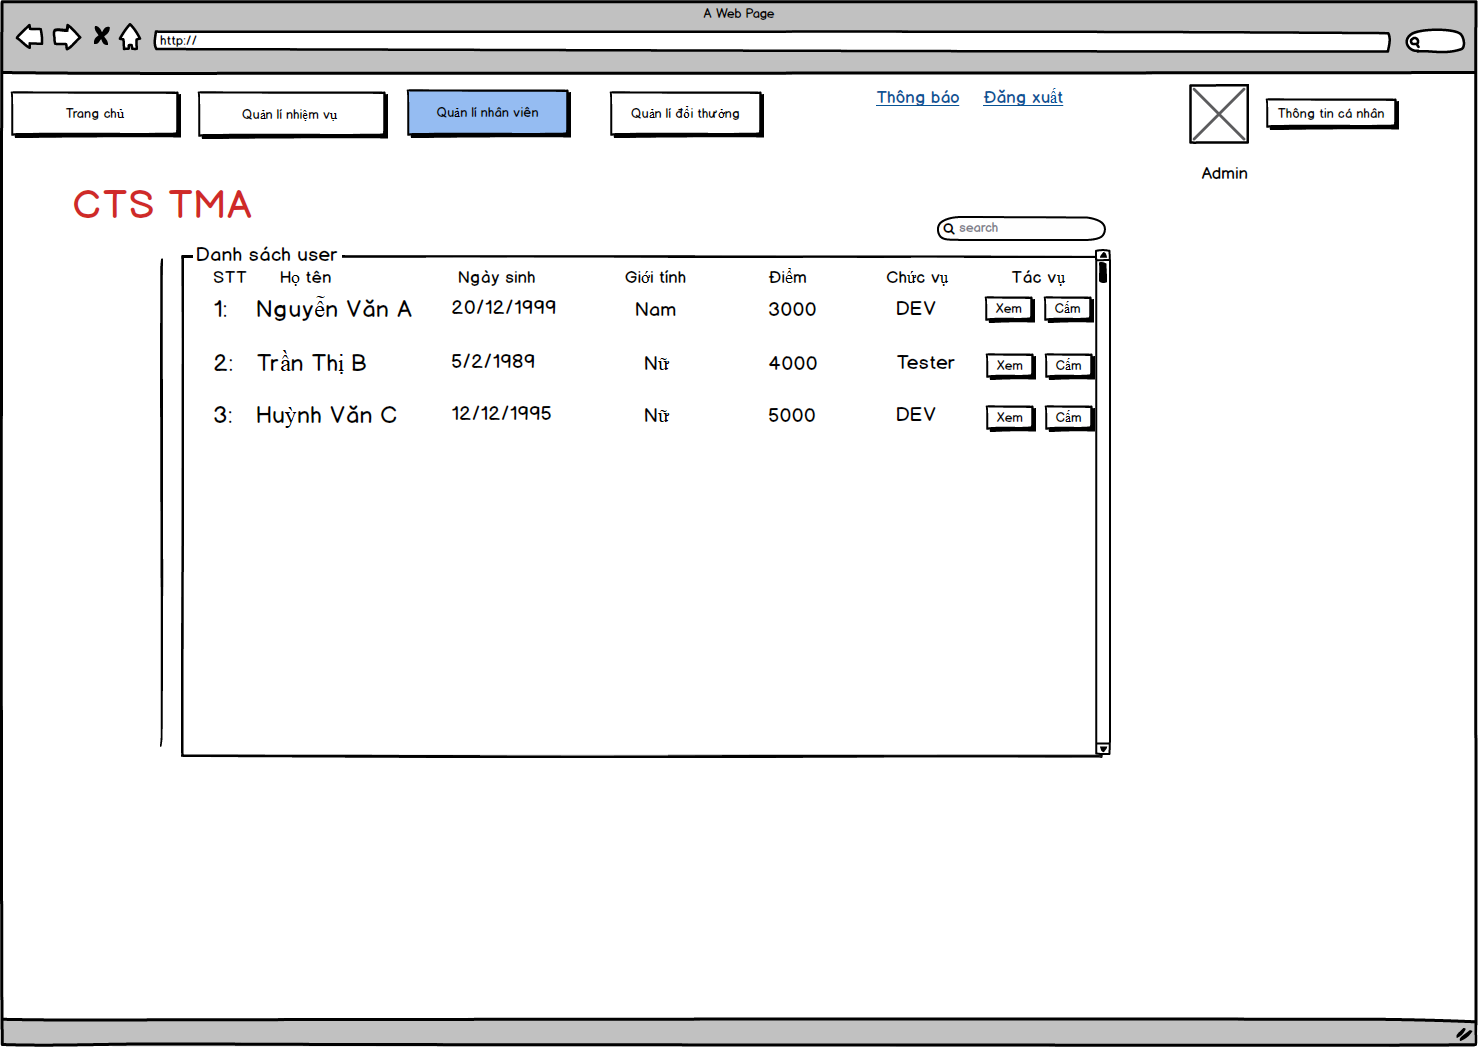 A Web Page
http://
Trang chủ
Quản lí nhiệm vụ
Quản lí nhân viên
Quản lí đổi thưởng
Thông báo
Đăng xuất
Thông tin cá nhân
Admin
CTS TMA
search
Danh sách user
STT Họ tên Ngày sinh Giới tính Điểm Chức vụ Tác vụ
1: Nguyễn Văn A 20/12/1999 Nam 3000 DEV Xem Cấm
2: Trần Thị B 5/2/1989 Nữ 4000 Tester Xem Cấm
3: Huỳnh Văn C 12/12/1995 Nữ 5000 DEV Xem Cấm